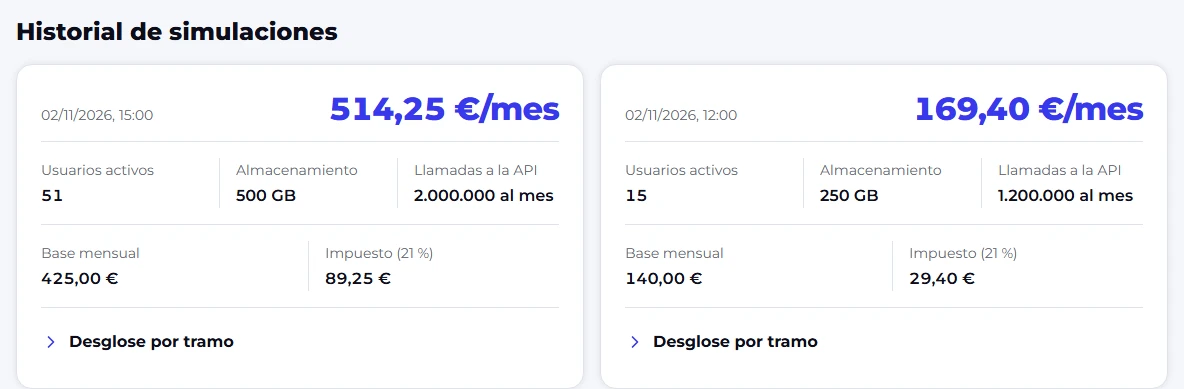 Historial de simulaciones
02/11/2026, 15:00 514,25 €/mes
Usuarios activos Almacenamiento Llamadas a la API
51 500 GB 2.000.000 al mes
Base mensual Impuesto (21 %)
425,00 € 89,25 €
Desglose por tramo
02/11/2026, 12:00 169,40 €/mes
Usuarios activos Almacenamiento Llamadas a la API
15 250 GB 1.200.000 al mes
Base mensual Impuesto (21 %)
140,00 € 29,40 €
Desglose por tramo